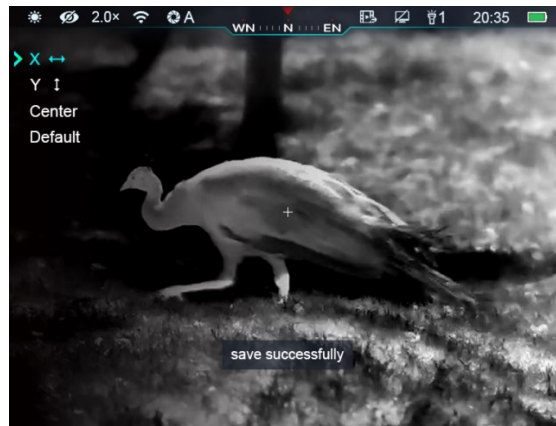 2.0× A WN N EN 1 20:35
X
Y
Center
Default
save successfully